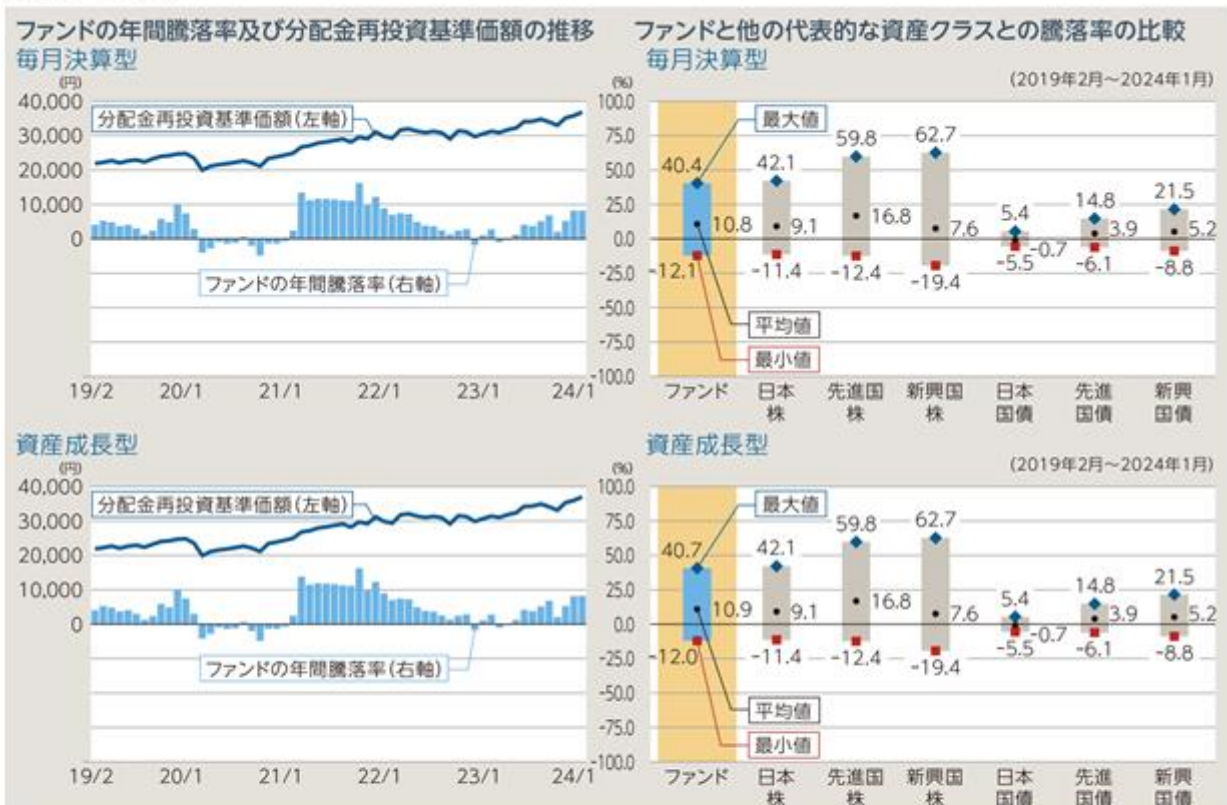 ファンドの年間騰落率及び分配金再投資基準価額の推移
毎月決算型
(円)
(%)
40,000
100.0
30,000
75.0
20,000
50.0
10,000
25.0
0
0.0
-25.0
-50.0
-75.0
-100.0
分配金再投資基準価額(左軸)
ファンドの年間騰落率(右軸)
19/2 20/1 21/1 22/1 23/1 24/1
ファンドと他の代表的な資産クラスとの騰落率の比較
毎月決算型
(2019年2月~2024年1月)
最大値
40.4 42.1 59.8 62.7 5.4 14.8 21.5
10.8 9.1 16.8 7.6 -0.7 3.9 5.2
-12.1 -11.4 -12.4 -19.4 -5.5 -6.1 -8.8
平均値
最小値
ファンド 日本 先進国 新興国 日本 先進 新興
株 株 株 国債 国債 国債
資産成長型
(円)
(%)
40,000
100.0
30,000
75.0
20,000
50.0
10,000
25.0
0
0.0
-25.0
-50.0
-75.0
-100.0
分配金再投資基準価額(左軸)
ファンドの年間騰落率(右軸)
19/2 20/1 21/1 22/1 23/1 24/1
資産成長型
(2019年2月~2024年1月)
最大値
40.7 42.1 59.8 62.7 5.4 14.8 21.5
10.9 9.1 16.8 7.6 -0.7 3.9 5.2
-12.0 -11.4 -12.4 -19.4 -5.5 -6.1 -8.8
平均値
最小値
ファンド 日本 先進国 新興国 日本 先進 新興
株 株 株 国債 国債 国債